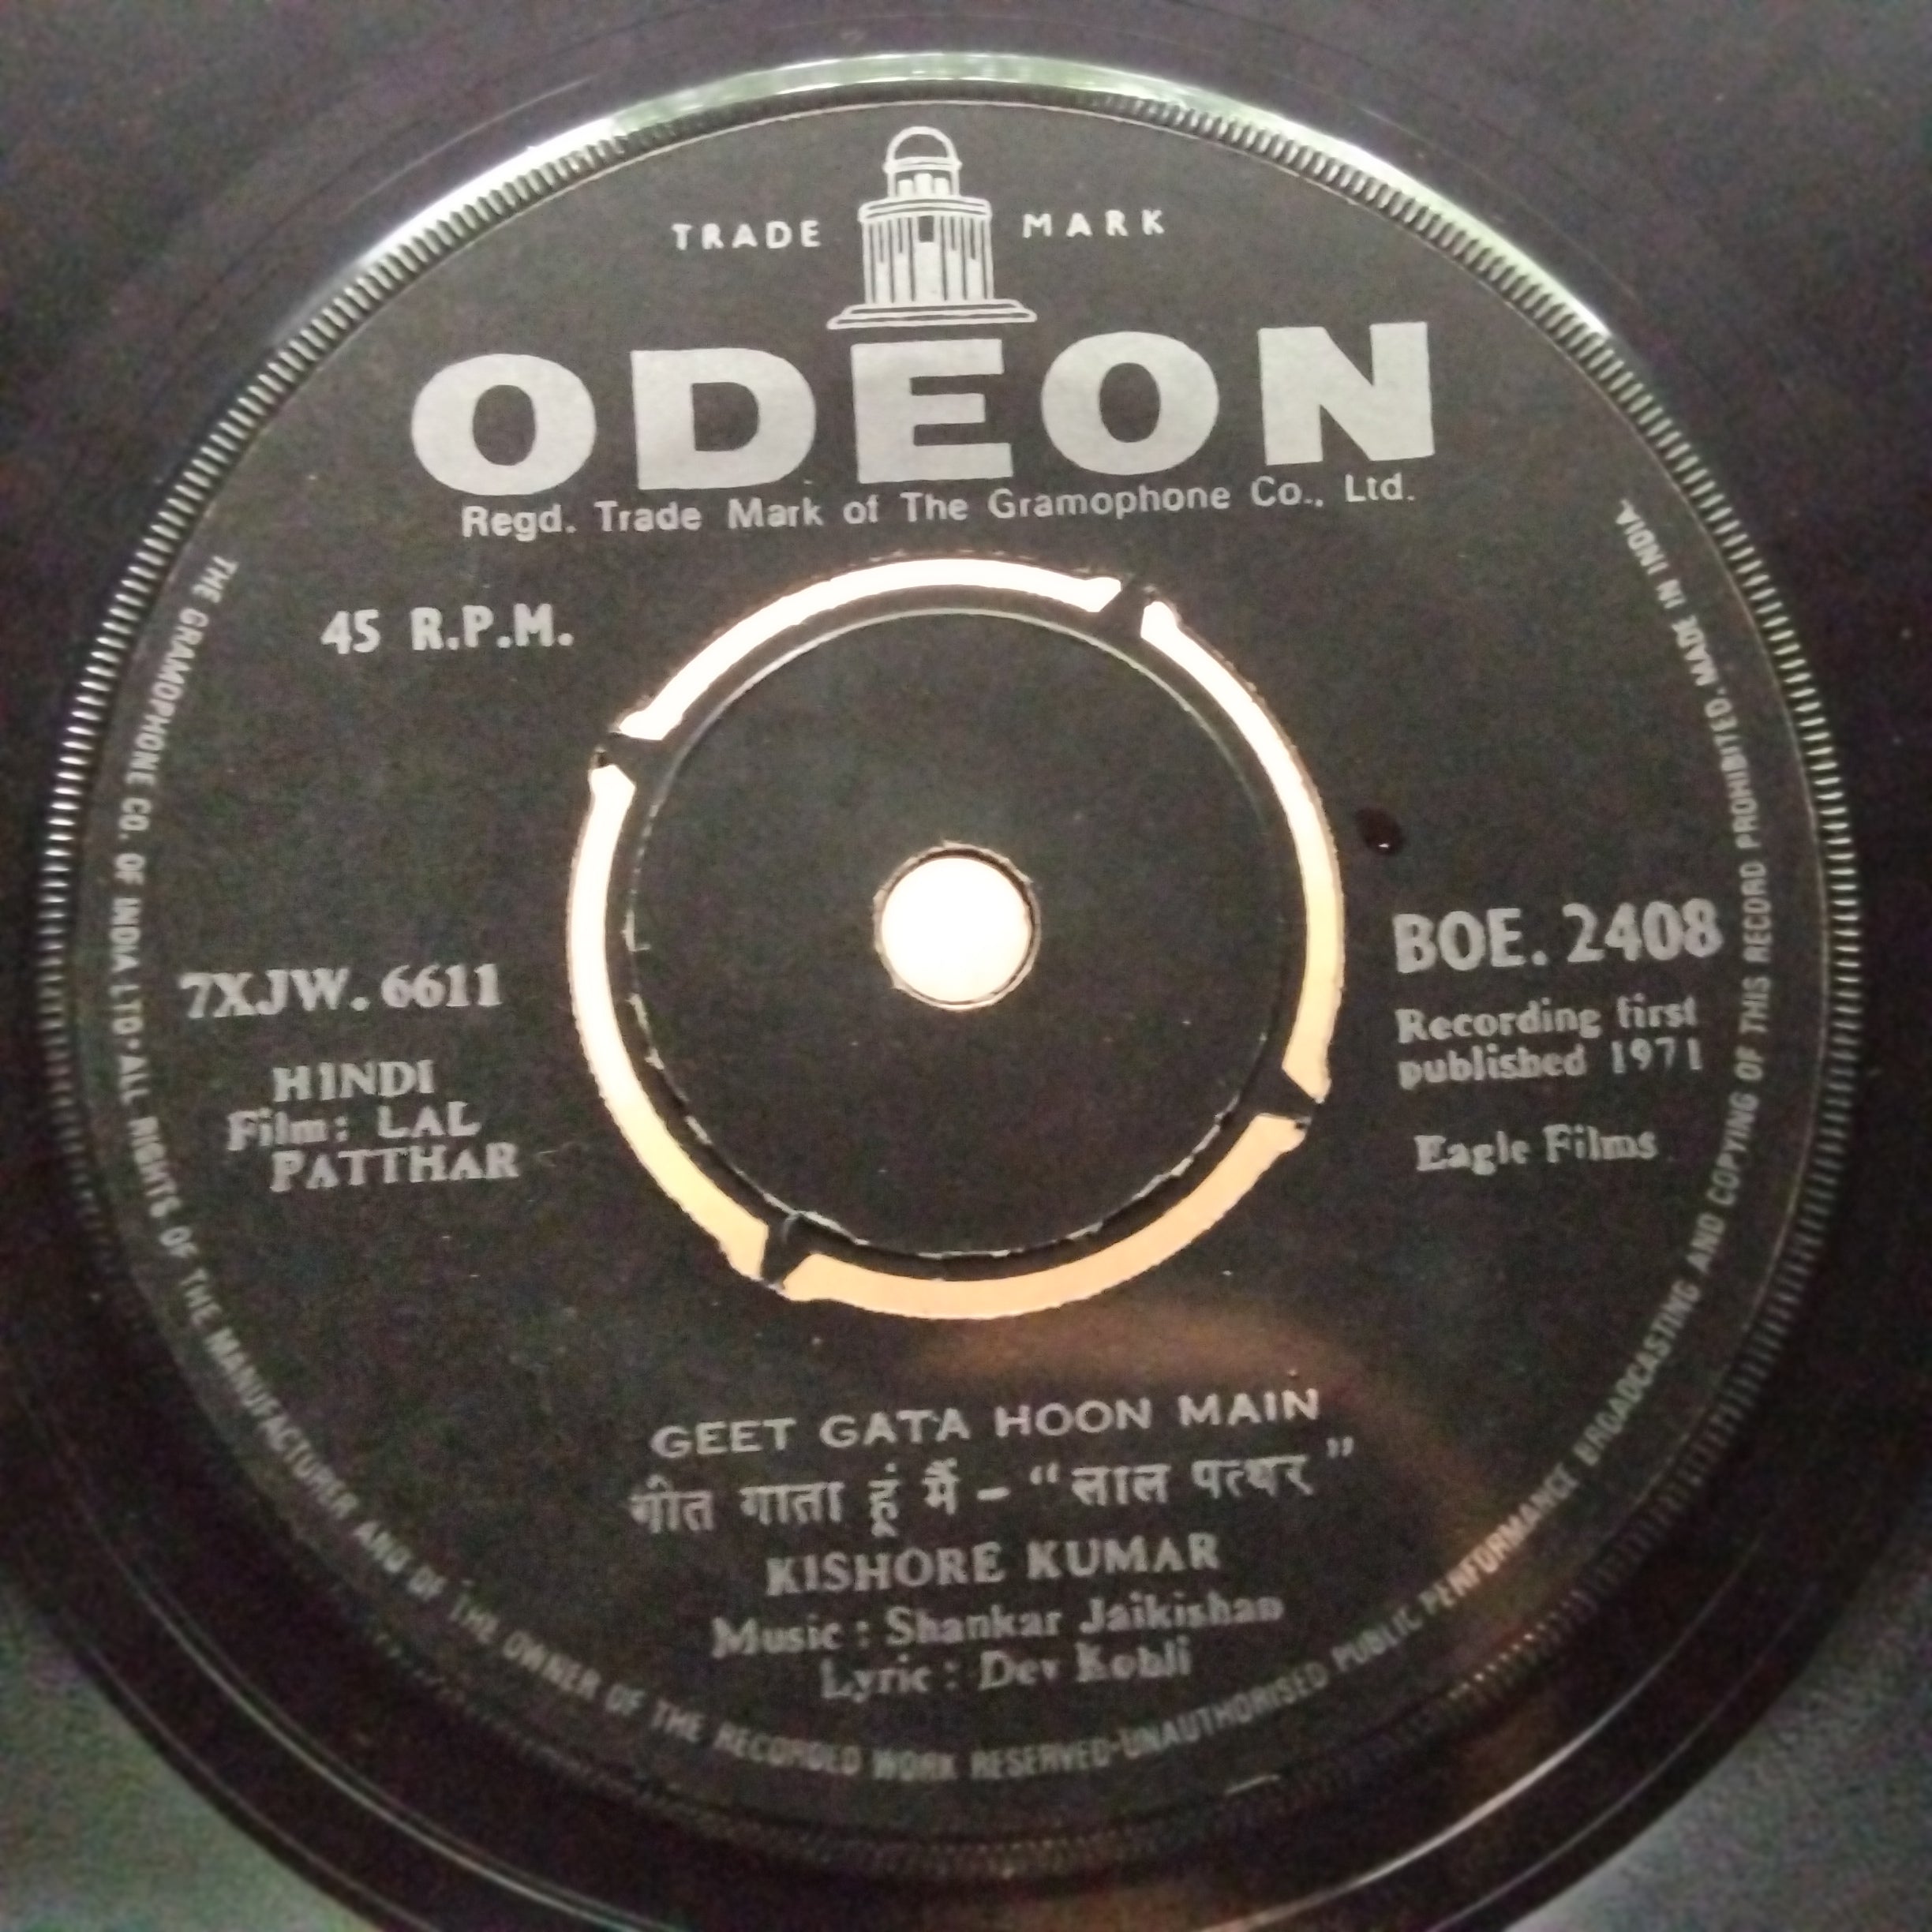 TRADE MARK
ODEON
Regd. Trade Mark of The Gramophone Co., Ltd.
45 R.P.M.
7XJW. 6611
HINDI
Film: LAL
PATTHAR
BOE. 2408
Recording first
published 1971
Eagle Films
GEET GATA HOON MAIN
गीत गाता हूं मैं - "लाल पत्थर"
KISHORE KUMAR
Music : Shankar Jaikishan
Lyric : Dev Kohli
THE GRAMOPHONE CO. OF INDIA LTD·ALL RIGHTS OF THE MANUFACTURER AND OF THE OWNER OF THE RECORDED WORK RESERVED-UNAUTHORISED PUBLIC PERFORMANCE BROADCASTING AND COPYING OF THIS RECORD PROHIBITED. MADE IN INDIA.